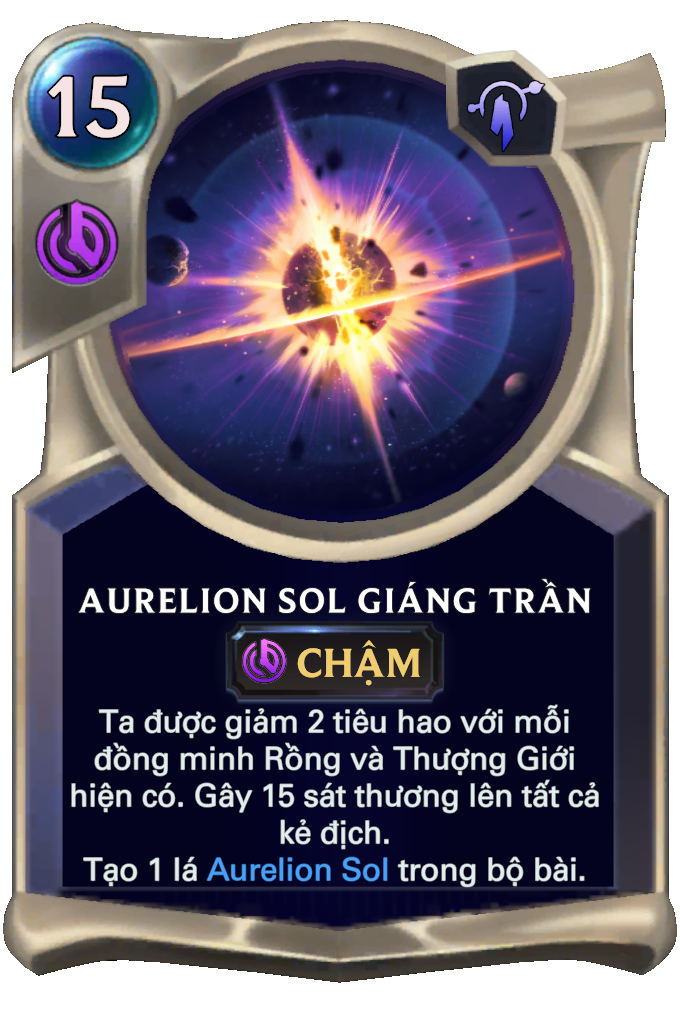 15
AURELION SOL GIÁNG TRẦN
CHẬM
Ta được giảm 2 tiêu hao với mỗi
đồng minh Rồng và Thượng Giới
hiện có. Gây 15 sát thương lên tất cả
kẻ địch.
Tạo 1 lá Aurelion Sol trong bộ bài.